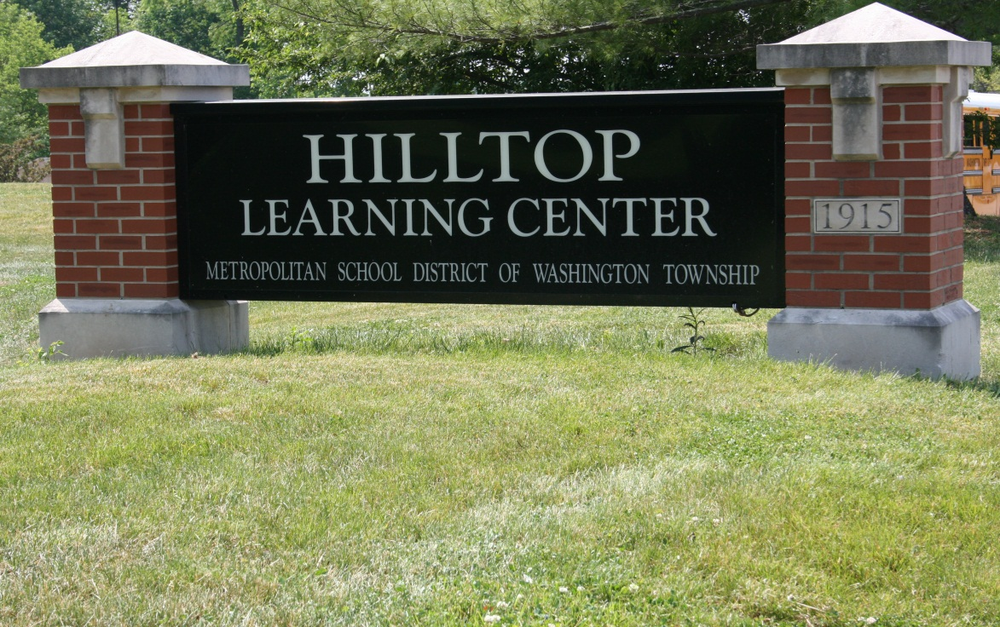 HILLTOP
LEARNING CENTER
METROPOLITAN SCHOOL DISTRICT OF WASHINGTON TOWNSHIP
1915